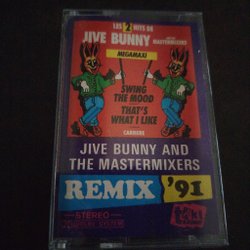 LOS 2 HITS DE
JIVE BUNNY
AND THE
MASTERMIXERS
MEGAMAXI
SWING
THE MOOD
THAT'S
WHAT I LIKE
CARRERE
JIVE BUNNY AND
THE MASTERMIXERS
REMIX '91
STEREO